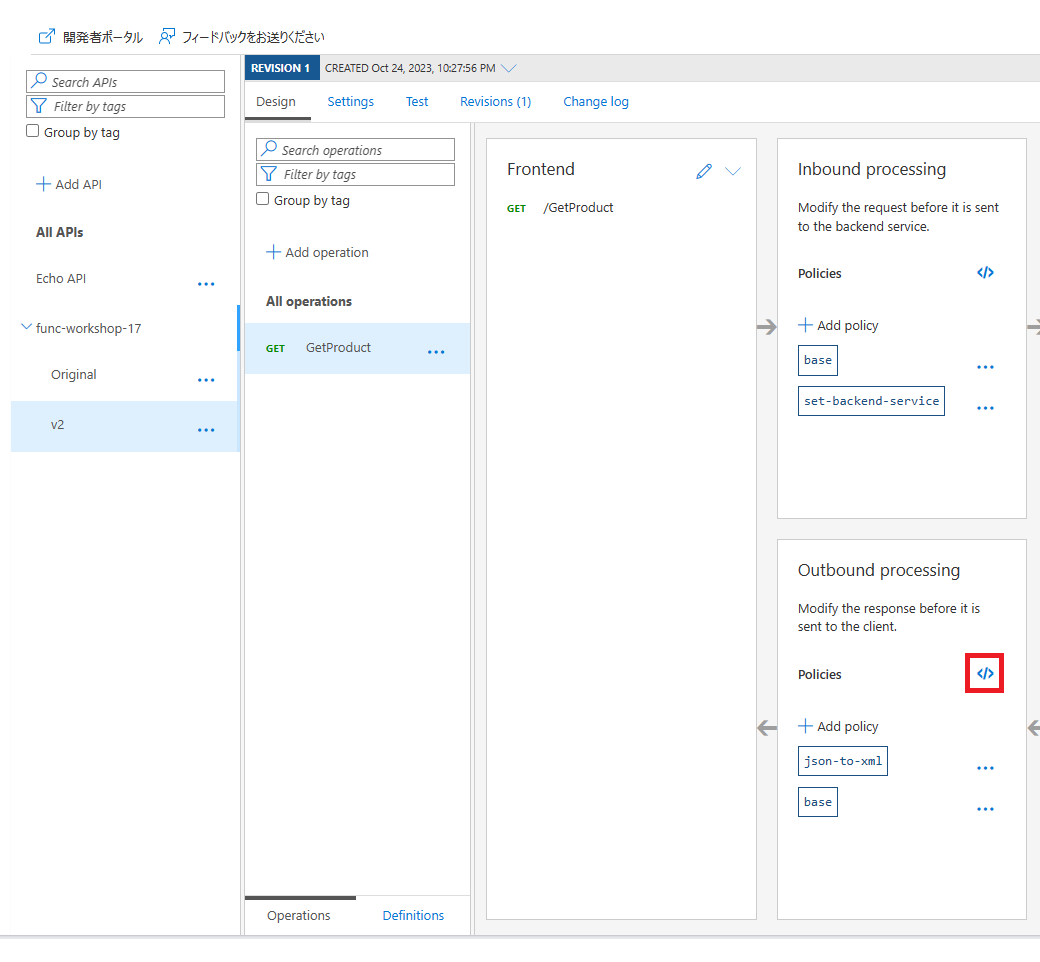 開発者ポータル フィードバックをお送りください
Search APIs
Filter by tags
Group by tag
Add API
All APIs
Echo API
func-workshop-17
Original
v2
REVISION 1 CREATED Oct 24, 2023, 10:27:56 PM
Design Settings Test Revisions (1) Change log
Search operations
Filter by tags
Group by tag
Add operation
All operations
GET GetProduct
Operations Definitions
Frontend
GET /GetProduct
Inbound processing
Modify the request before it is sent
to the backend service.
Policies </>
Add policy
base
set-backend-service
Outbound processing
Modify the response before it is
sent to the client.
Policies </>
Add policy
json-to-xml
base